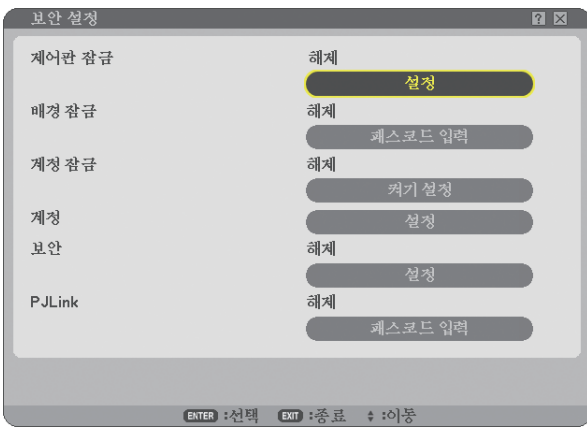 보안 설정
제어판 잠금 해제
설정
배경 잠금 해제
패스코드 입력
계정 잠금 해제
켜기 설정
계정 설정
보안 해제
설정
PJLink 해제
패스코드 입력
ENTER :선택 EXIT :종료 :이동